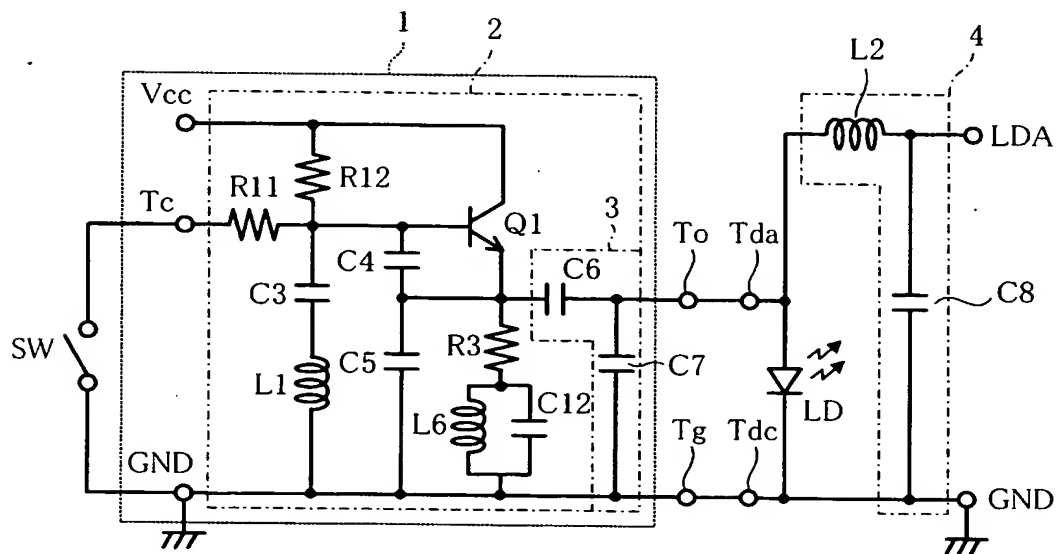 1
2
L2
4
Vcc
LDA
R12
R11
Tc
Q1
3
To
Tda
C4
C6
C3
C8
SW
R3
C5
C7
L1
LD
C12
L6
Tg
Tdc
GND
GND